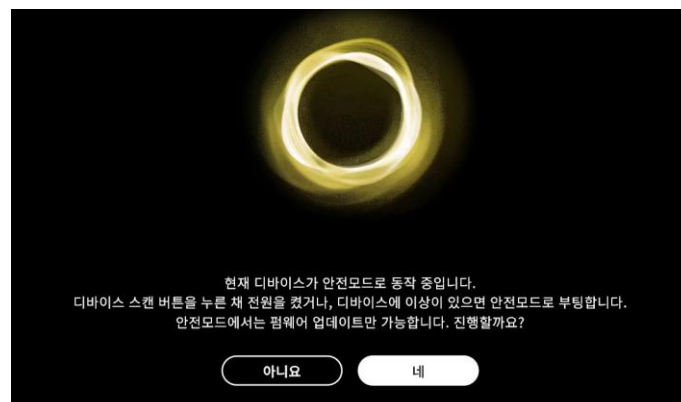 현재 디바이스가 안전모드로 동작 중입니다.
디바이스 스캔 버튼을 누른 채 전원을 켰거나, 디바이스에 이상이 있으면 안전모드로 부팅합니다.
안전모드에서는 펌웨어 업데이트만 가능합니다. 진행할까요?
아니요 네